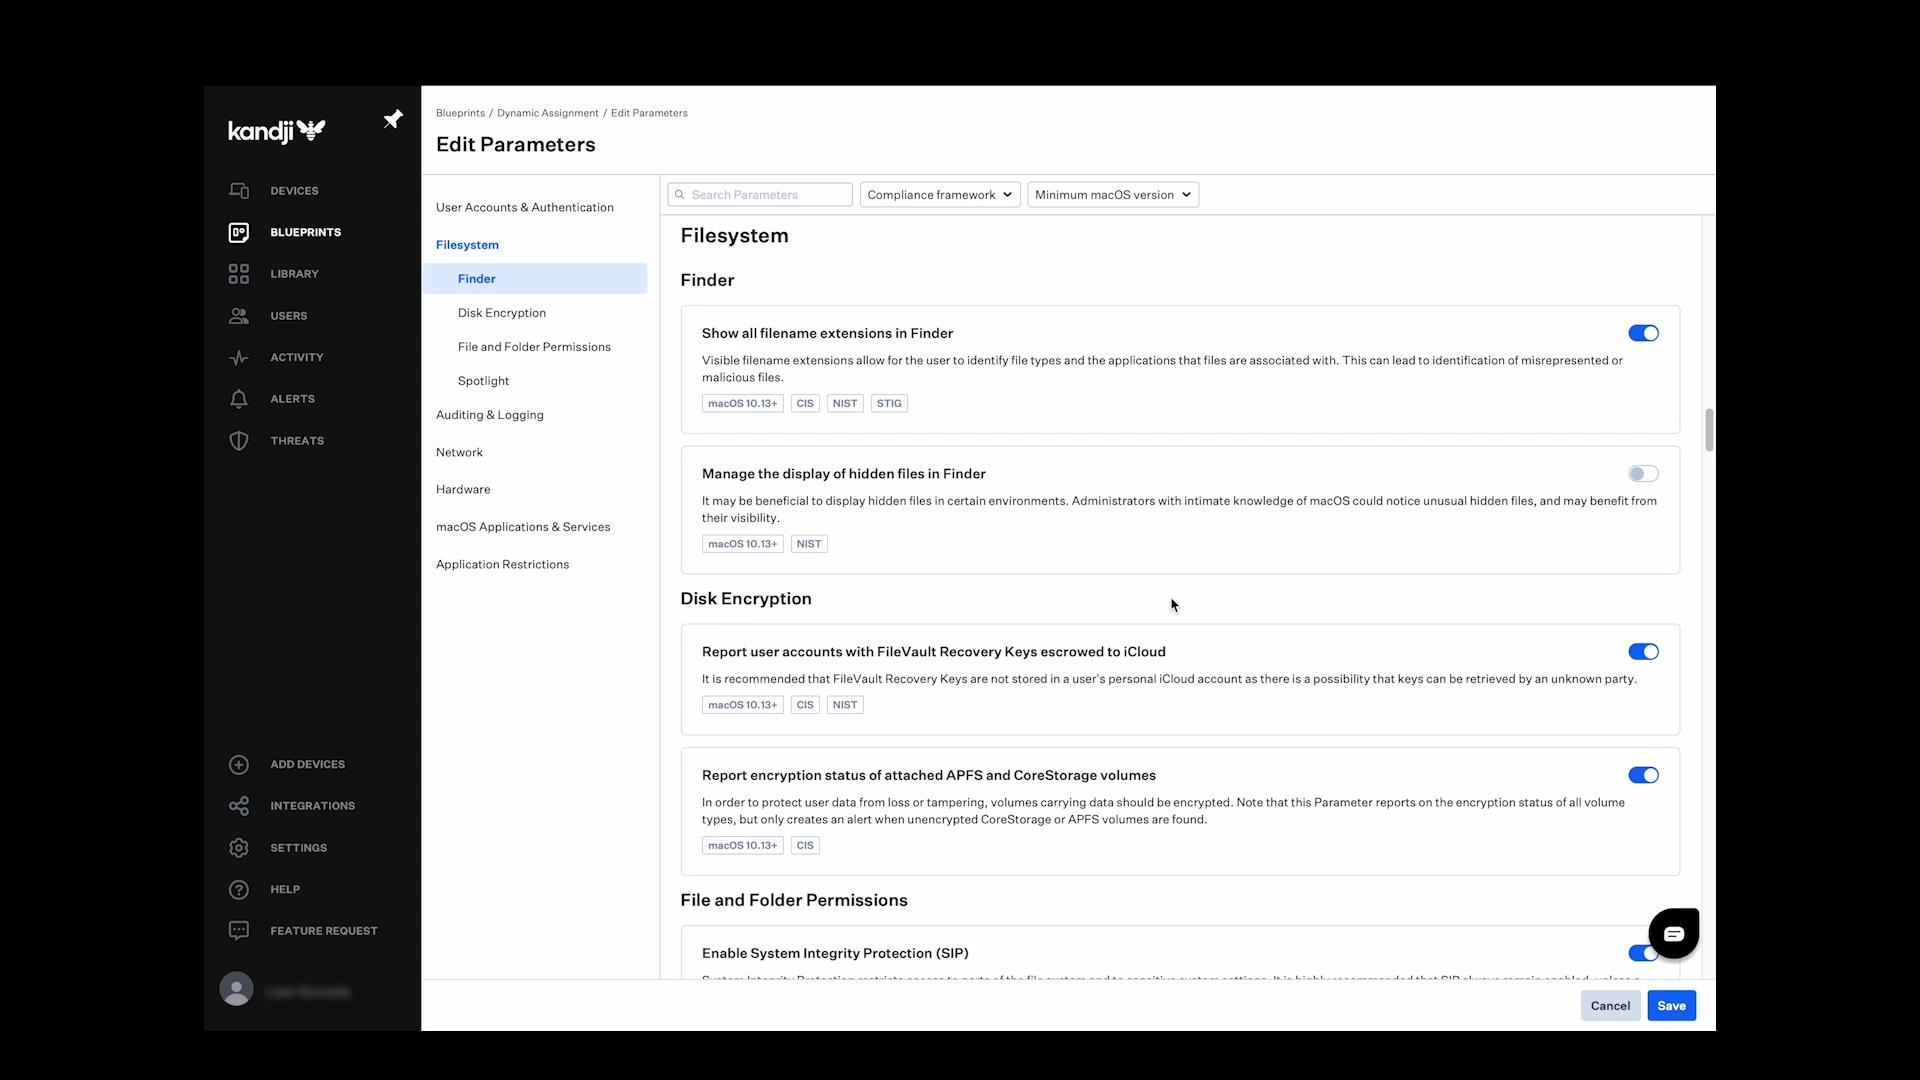 kandji
DEVICES
BLUEPRINTS
LIBRARY
USERS
ACTIVITY
ALERTS
THREATS
ADD DEVICES
INTEGRATIONS
SETTINGS
HELP
FEATURE REQUEST
Blueprints / Dynamic Assignment / Edit Parameters
Edit Parameters
User Accounts & Authentication
Filesystem
Finder
Disk Encryption
File and Folder Permissions
Spotlight
Auditing & Logging
Network
Hardware
macOS Applications & Services
Application Restrictions
Search Parameters
Compliance framework
Minimum macOS version
Filesystem
Finder
Show all filename extensions in Finder
Visible filename extensions allow for the user to identify file types and the applications that files are associated with. This can lead to identification of misrepresented or
malicious files.
macOS 10.13+ CIS NIST STIG
Manage the display of hidden files in Finder
It may be beneficial to display hidden files in certain environments. Administrators with intimate knowledge of macOS could notice unusual hidden files, and may benefit from
their visibility.
macOS 10.13+ NIST
Disk Encryption
Report user accounts with FileVault Recovery Keys escrowed to iCloud
It is recommended that FileVault Recovery Keys are not stored in a user's personal iCloud account as there is a possibility that keys can be retrieved by an unknown party.
macOS 10.13+ CIS NIST
Report encryption status of attached APFS and CoreStorage volumes
In order to protect user data from loss or tampering, volumes carrying data should be encrypted. Note that this Parameter reports on the encryption status of all volume
types, but only creates an alert when unencrypted CoreStorage or APFS volumes are found.
macOS 10.13+ CIS
File and Folder Permissions
Enable System Integrity Protection (SIP)
Cancel
Save